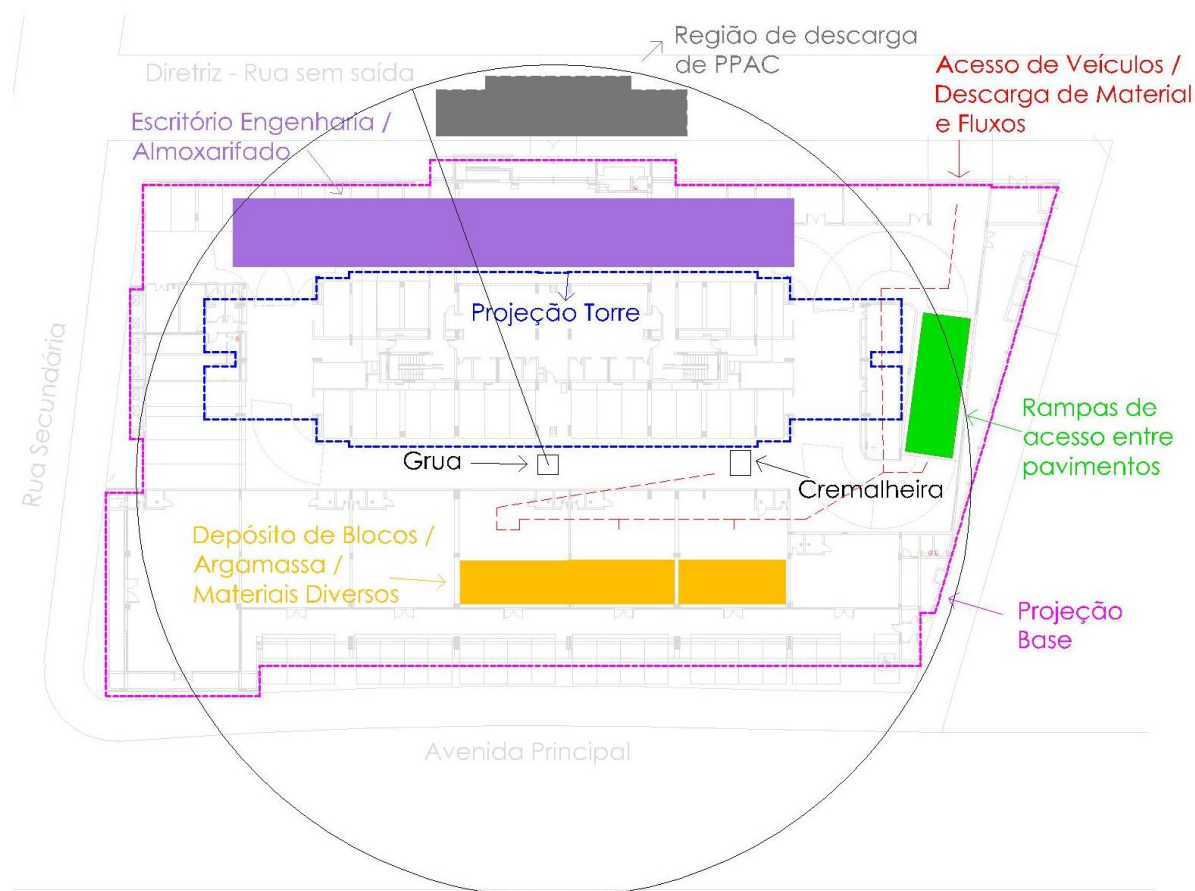 Região de descarga
de PPAC
Diretriz - Rua sem saída
Acesso de Veículos /
Descarga de Material
e Fluxos
Escritório Engenharia /
Almoxarifado
Projeção Torre
Rua Secundária
Rampas de
acesso entre
pavimentos
Grua
Cremalheira
Depósito de Blocos /
Argamassa /
Materiais Diversos
Projeção
Base
Avenida Principal